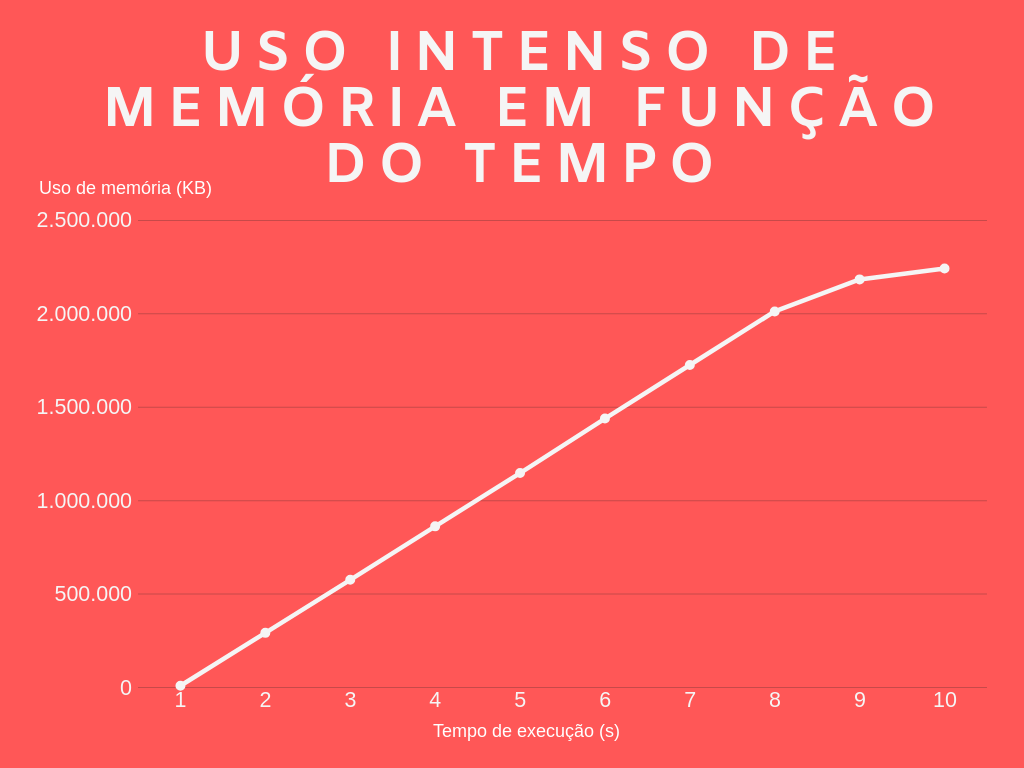 USO INTENSO DE
MEMÓRIA EM FUNÇÃO
DO TEMPO
Uso de memória (KB)
2.500.000
2.000.000
1.500.000
1.000.000
500.000
0
1 2 3 4 5 6 7 8 9 10
Tempo de execução (s)